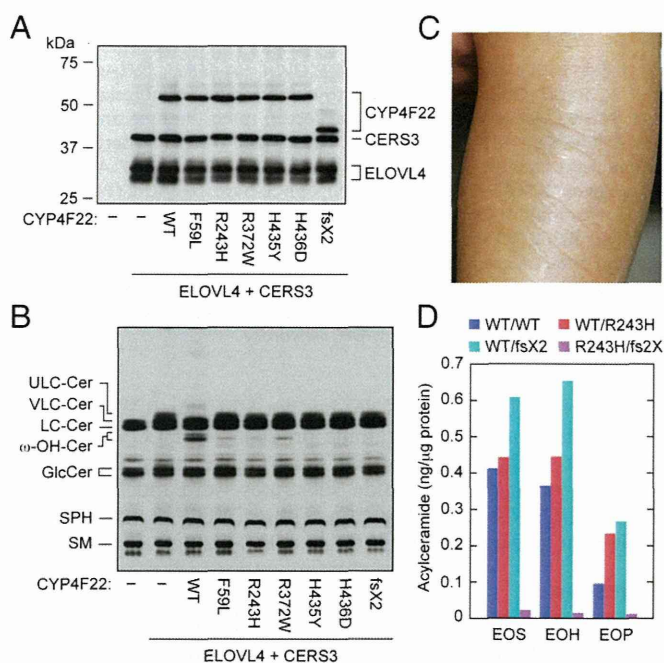 A
kDa
75
50
37
25
CYP4F22
CERS3
ELOVL4
CYP4F22: – – WT F59L R243H R372W H435Y H436D fsX2
ELOVL4 + CERS3
B
ULC-Cer
VLC-Cer
LC-Cer
ω-OH-Cer
GlcCer
SPH
SM
CYP4F22: – – WT F59L R243H R372W H435Y H436D fsX2
ELOVL4 + CERS3
C
D
WT/WT WT/R243H
WT/fsX2 R243H/fs2X
Acylceramide (ng/μg protein)
0.7
0.6
0.5
0.4
0.3
0.2
0.1
0
EOS EOH EOP